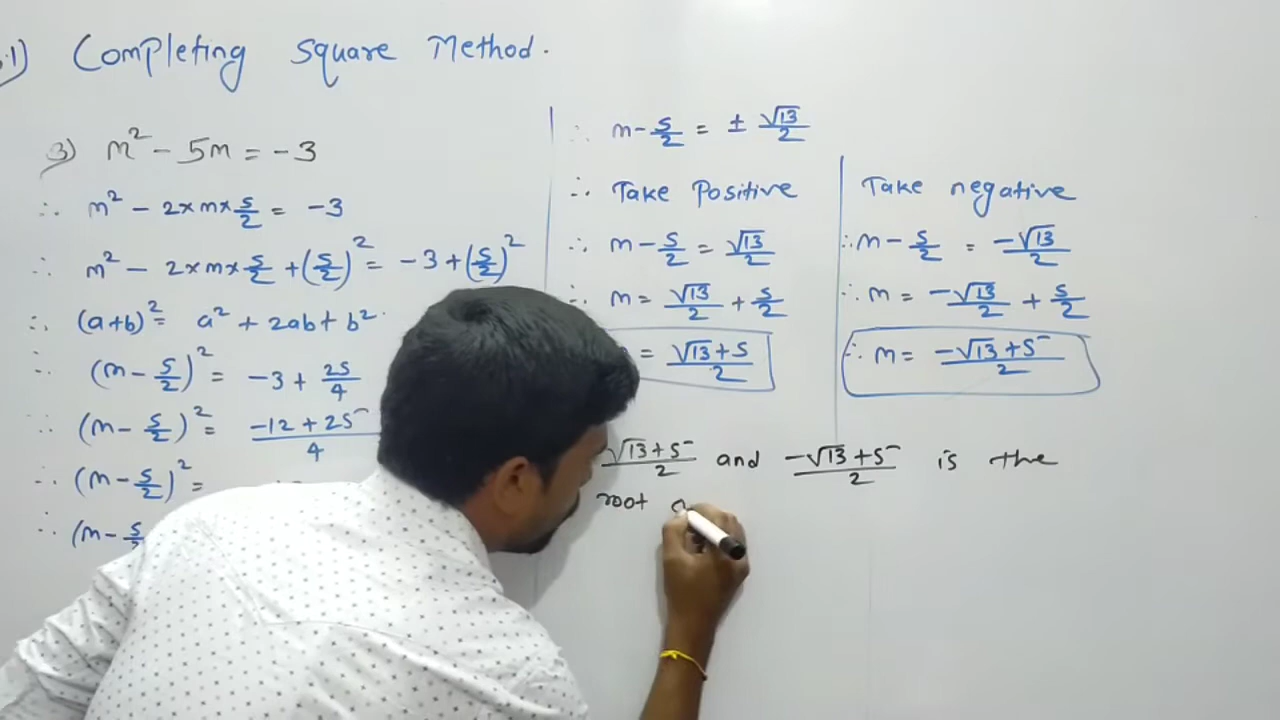 .1) Completing Square Method.
3) m² - 5m = -3
∴ m² - 2×m×5/2 = -3
∴ m² - 2×m×5/2 + (5/2)² = -3 + (5/2)²
∴ (a+b)² = a² + 2ab + b²
∴ (m - 5/2)² = -3 + 25/4
∴ (m - 5/2)² = -12 + 25/4
∴ (m - 5/2)² =
∴ (m - 5/2
∴ m - 5/2 = ± √13/2
∴ Take Positive
∴ m - 5/2 = √13/2
∴ m = √13/2 + 5/2
= √13 + 5/2
Take negative
∴ m - 5/2 = -√13/2
∴ m = -√13/2 + 5/2
∴ m = -√13 + 5/2
√13 + 5/2 and -√13 + 5/2 is the
root